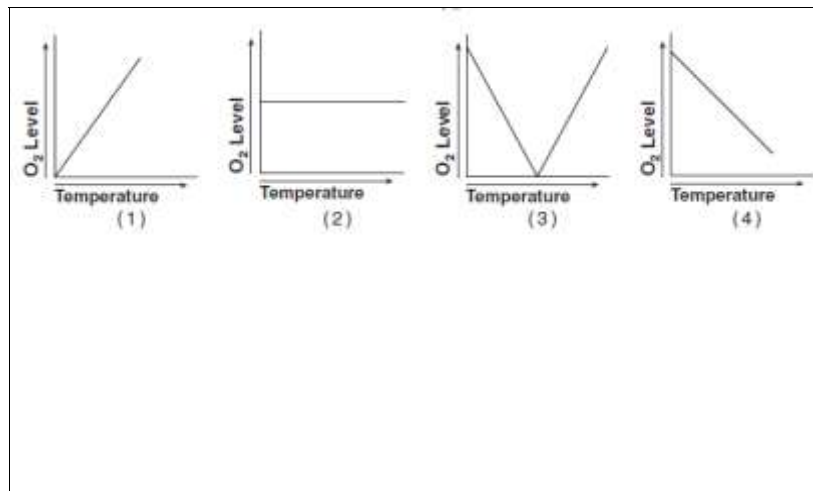 O₂ Level
Temperature
(1)
O₂ Level
Temperature
(2)
O₂ Level
Temperature
(3)
O₂ Level
Temperature
(4)